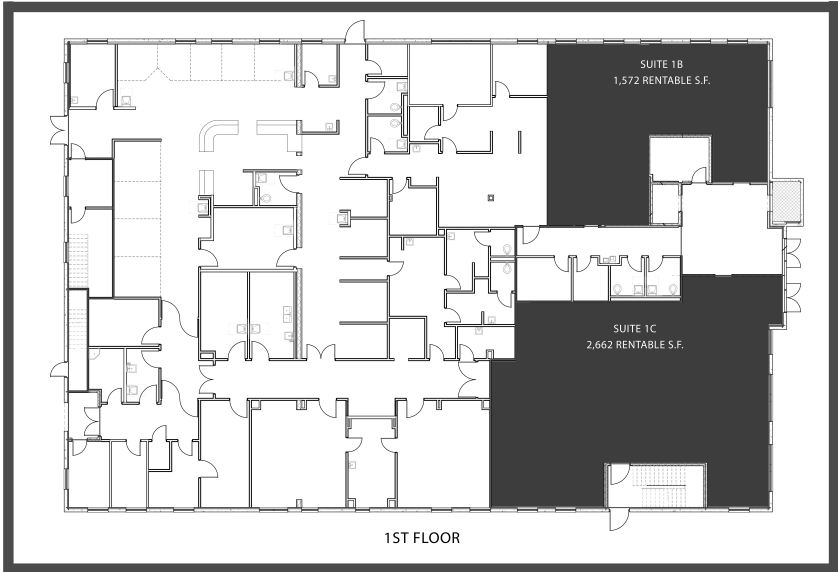 SUITE 1B
1,572 RENTABLE S.F.
SUITE 1C
2,662 RENTABLE S.F.
1ST FLOOR